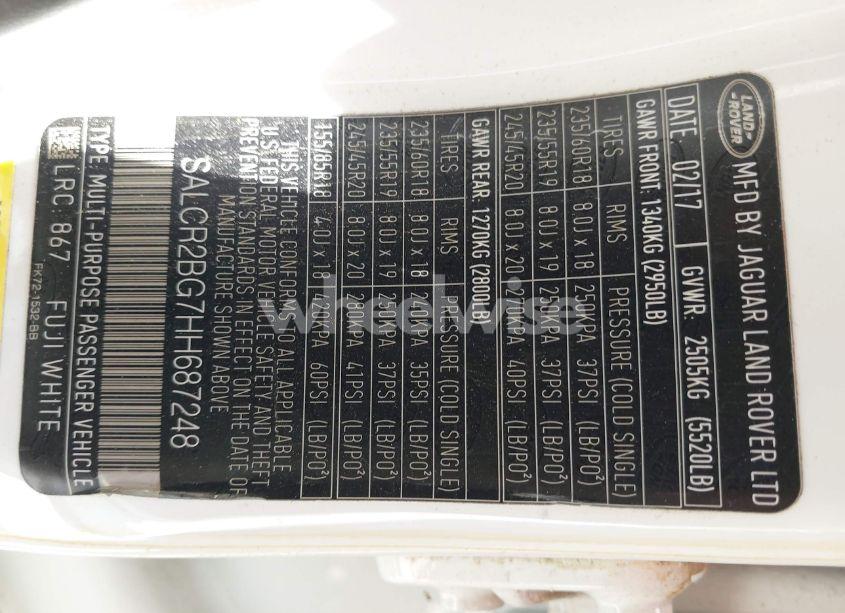 LAND-
-ROVER
MFD BY JAGUAR LAND ROVER LTD
DATE: 02/17 GVWR: 2505KG (5520LB)
GAWR FRONT: 1340KG (2950LB)
TIRES RIMS PRESSURE (COLD SINGLE)
235/60R18 8.0J x 18 250KPA 37PSI (LB/PO²)
235/55R19 8.0J x 19 250KPA 37PSI (LB/PO²)
245/45R20 8.0J x 20 40PSI (LB/PO²)
GAWR REAR: 1270KG (2800LB)
TIRES RIMS PRESSURE (COLD SINGLE)
235/60R18 8.0J x 18 240KPA 35PSI (LB/PO²)
235/55R19 8.0J x 19 250KPA 37PSI (LB/PO²)
245/45R20 8.0J x 20 280KPA 41PSI (LB/PO²)
155/85R18 4.0J x 18 420KPA 60PSI (LB/PO²)
THIS VEHICLE CONFORMS TO ALL APPLICABLE
U.S FEDERAL MOTOR VEHICLE SAFETY AND THEFT
PREVENTION STANDARDS IN EFFECT ON THE DATE OF
MANUFACTURE SHOWN ABOVE
SALCR2BG7HH687248
TYPE: MULTI-PURPOSE PASSENGER VEHICLE
LRC: 867 FUJI WHITE
FK72-1532-BB
wheelwise